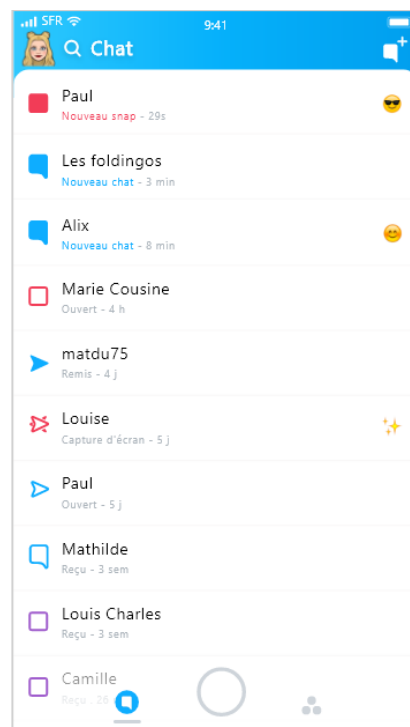 SFR
9:41
Chat
Paul
Nouveau snap - 29s
Les foldingos
Nouveau chat - 3 min
Alix
Nouveau chat - 8 min
Marie Cousine
Ouvert - 4 h
matdu75
Remis - 4 j
Louise
Capture d'écran - 5 j
Paul
Ouvert - 5 j
Mathilde
Reçu - 3 sem
Louis Charles
Reçu - 3 sem
Camille
Reçu . 26